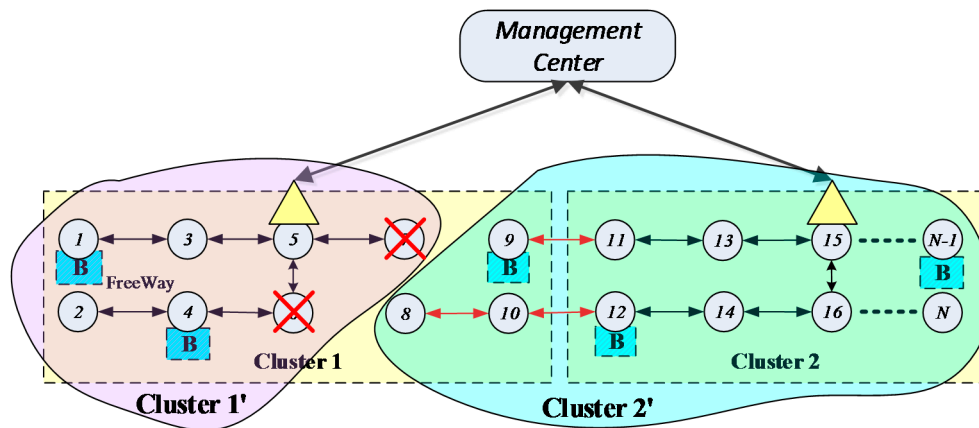 Management
Center
1 3 5 9 11 13 15 N-1
B B B
FreeWay
2 4 8 10 12 14 16 N
B B
Cluster 1 Cluster 2
Cluster 1' Cluster 2'